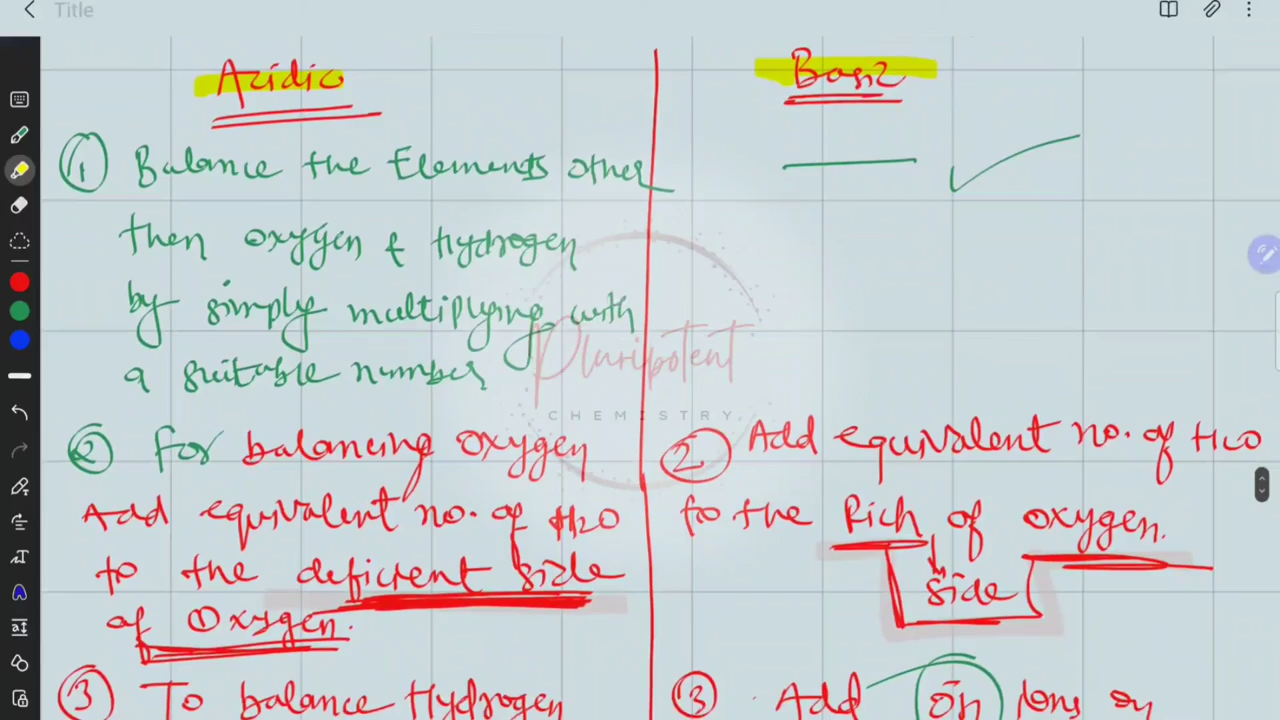 Title
Acidic
Basic
① Balance the Elements other
then oxygen & hydrogen
by simply multiplying with
a suitable number
② For balancing oxygen
Add equivalent no. of H2O
to the deficient side
of Oxygen.
③ To balance Hydrogen
② Add equivalent no. of H2O
to the Rich of oxygen.
side
③ Add OH ions on
Pluripotent
CHEMISTRY